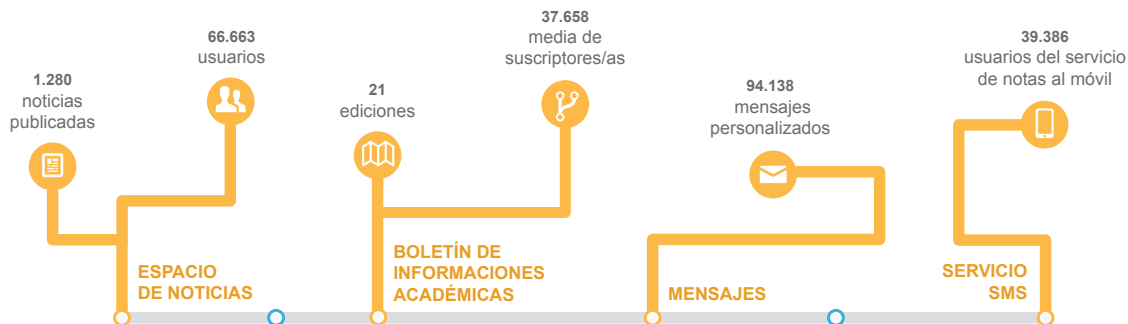 1.280
noticias
publicadas
66.663
usuarios
ESPACIO
DE NOTICIAS
21
ediciones
37.658
media de
suscriptores/as
BOLETÍN DE
INFORMACIONES
ACADÉMICAS
94.138
mensajes
personalizados
MENSAJES
39.386
usuarios del servicio
de notas al móvil
SERVICIO
SMS